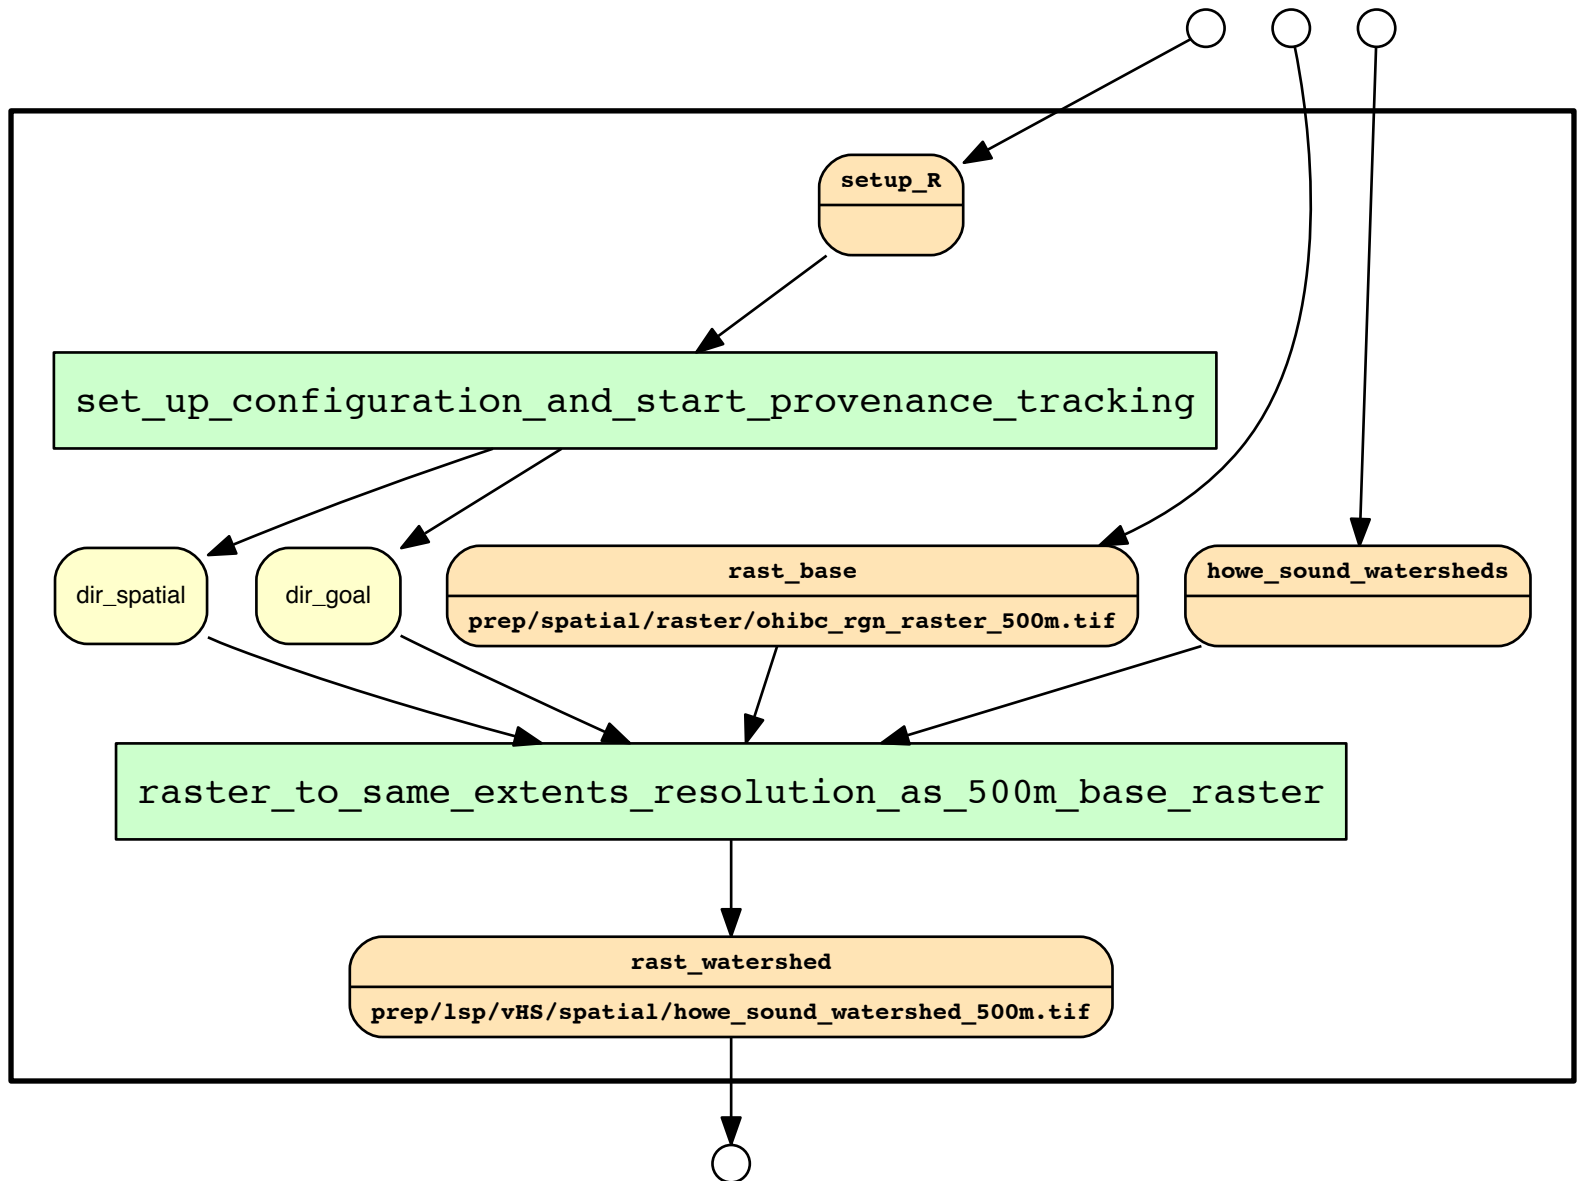 setup_R
set_up_configuration_and_start_provenance_tracking
dir_spatial
dir_goal
rast_base
prep/spatial/raster/ohibc_rgn_raster_500m.tif
howe_sound_watersheds
raster_to_same_extents_resolution_as_500m_base_raster
rast_watershed
prep/lsp/vHS/spatial/howe_sound_watershed_500m.tif